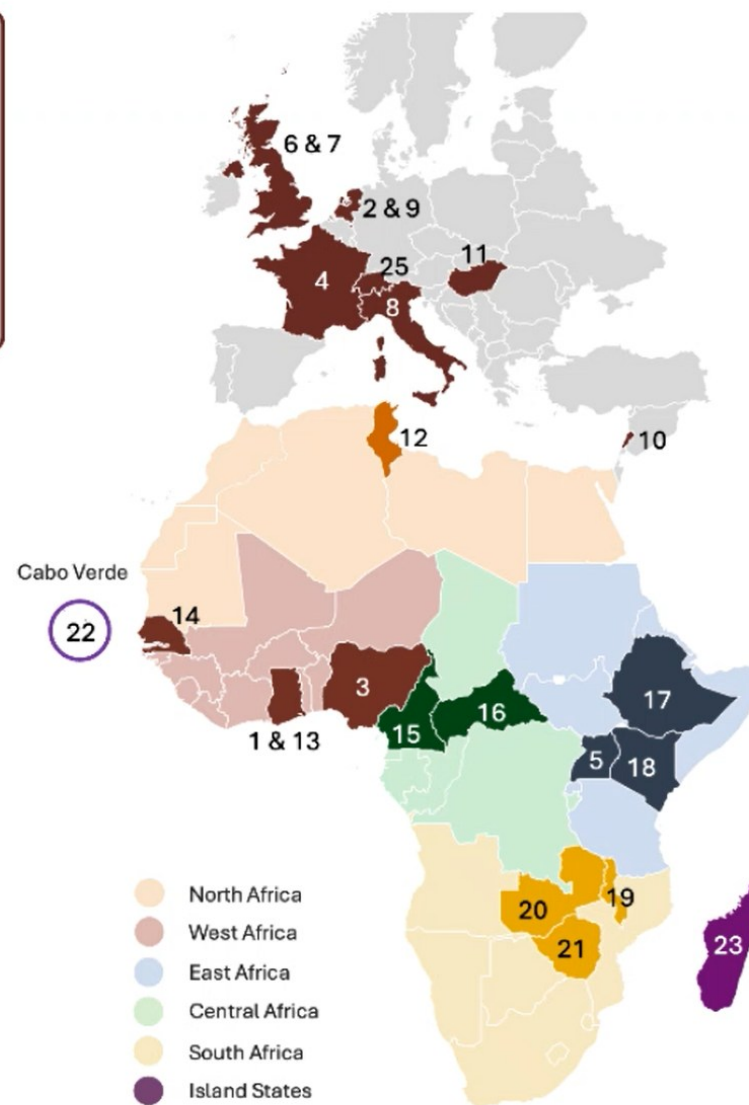 6 & 7
2 & 9
11
25
4
8
12
10
Cabo Verde
22
14
3
17
16
15
1 & 13
5
18
19
20
21
23
North Africa
West Africa
East Africa
Central Africa
South Africa
Island States